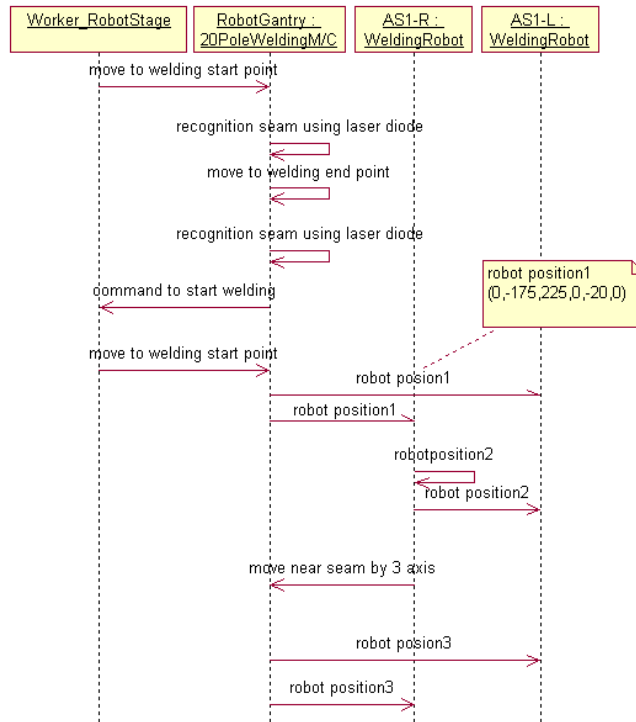 Worker_RobotStage
RobotGantry :
20PoleWeldingM/C
AS1-R :
WeldingRobot
AS1-L :
WeldingRobot
move to welding start point
recognition seam using laser diode
move to welding end point
recognition seam using laser diode
command to start welding
robot position1
(0,-175,225,0,-20,0)
move to welding start point
robot posion1
robot position1
robotposition2
robot position2
move near seam by 3 axis
robot posion3
robot position3